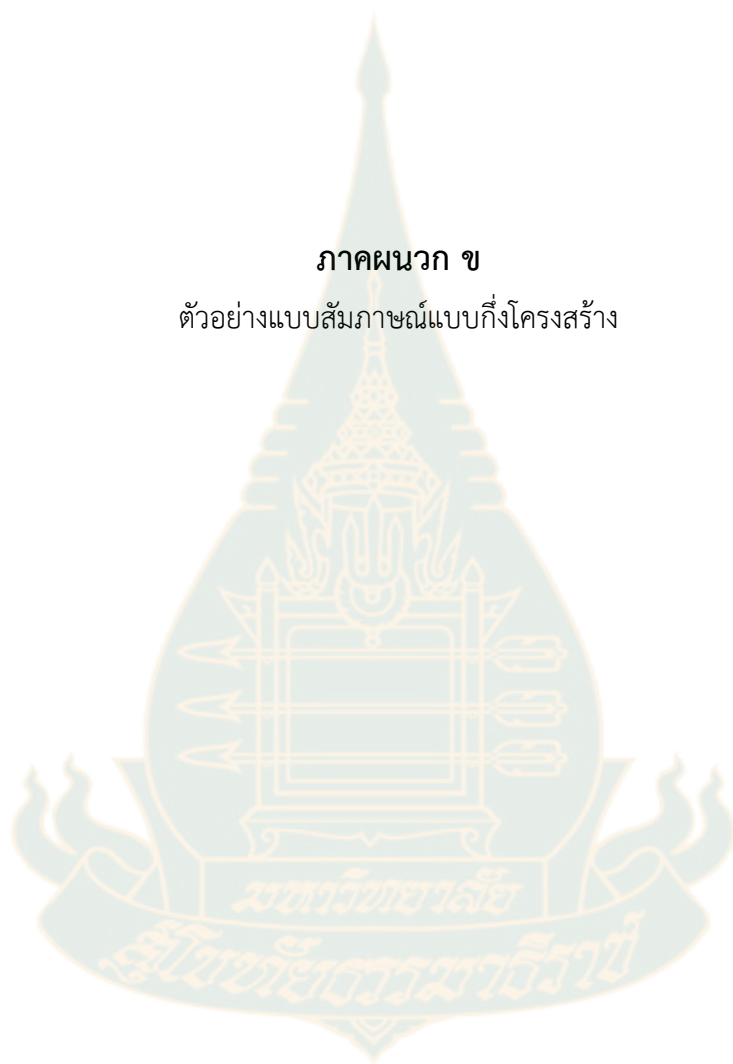 ภาคผนวก ข
ตัวอย่างแบบสัมภาษณ์แบบกึ่งโครงสร้าง
มหาวิทยาลัย
สุโขทัยธรรมาธิราช